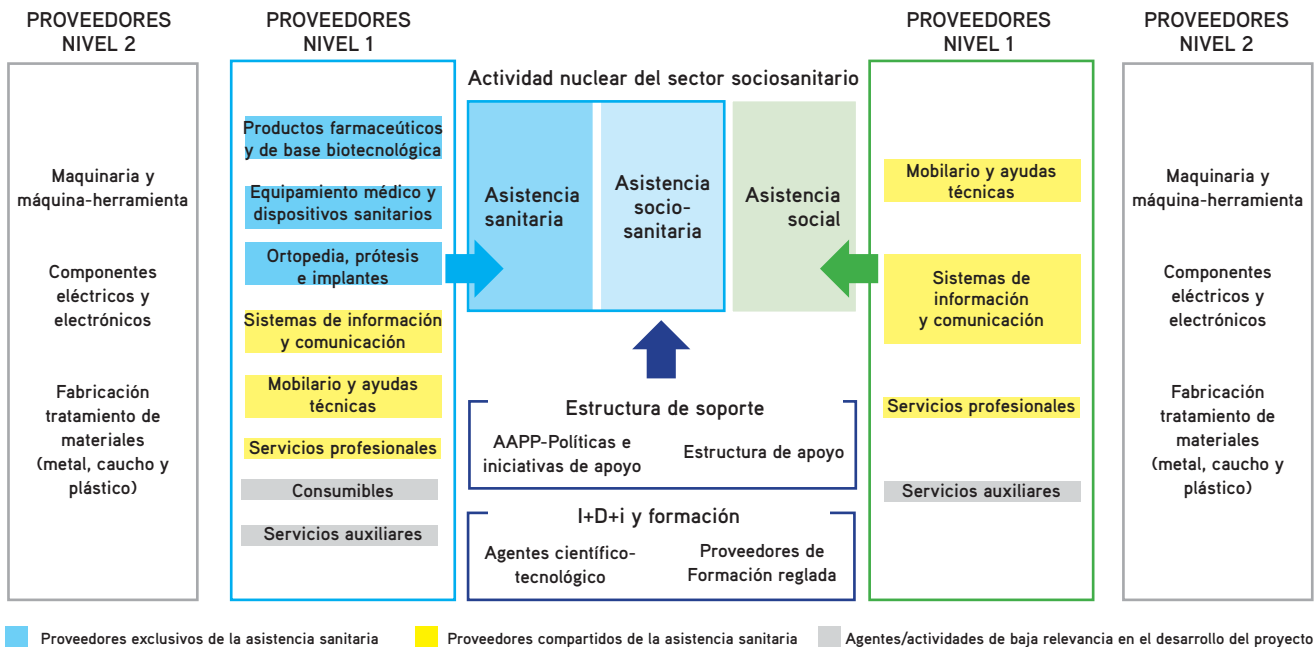 PROVEEDORES
NIVEL 2
Maquinaria y
máquina-herramienta
Componentes
eléctricos y
electrónicos
Fabricación
tratamiento de
materiales
(metal, caucho y
plástico)
PROVEEDORES
NIVEL 1
Productos farmaceúticos
y de base biotecnológica
Equipamiento médico y
dispositivos sanitarios
Ortopedia, prótesis
e implantes
Sistemas de información
y comunicación
Mobilario y ayudas
técnicas
Servicios profesionales
Consumibles
Servicios auxiliares
Actividad nuclear del sector sociosanitario
Asistencia
sanitaria
Asistencia
socio-
sanitaria
Asistencia
social
Estructura de soporte
AAPP-Políticas e
iniciativas de apoyo
Estructura de apoyo
I+D+i y formación
Agentes científico-
tecnológico
Proveedores de
Formación reglada
PROVEEDORES
NIVEL 1
Mobilario y ayudas
técnicas
Sistemas de
información
y comunicación
Servicios profesionales
Servicios auxiliares
PROVEEDORES
NIVEL 2
Maquinaria y
máquina-herramienta
Componentes
eléctricos y
electrónicos
Fabricación
tratamiento de
materiales
(metal, caucho y
plástico)
Proveedores exclusivos de la asistencia sanitaria
Proveedores compartidos de la asistencia sanitaria
Agentes/actividades de baja relevancia en el desarrollo del proyecto